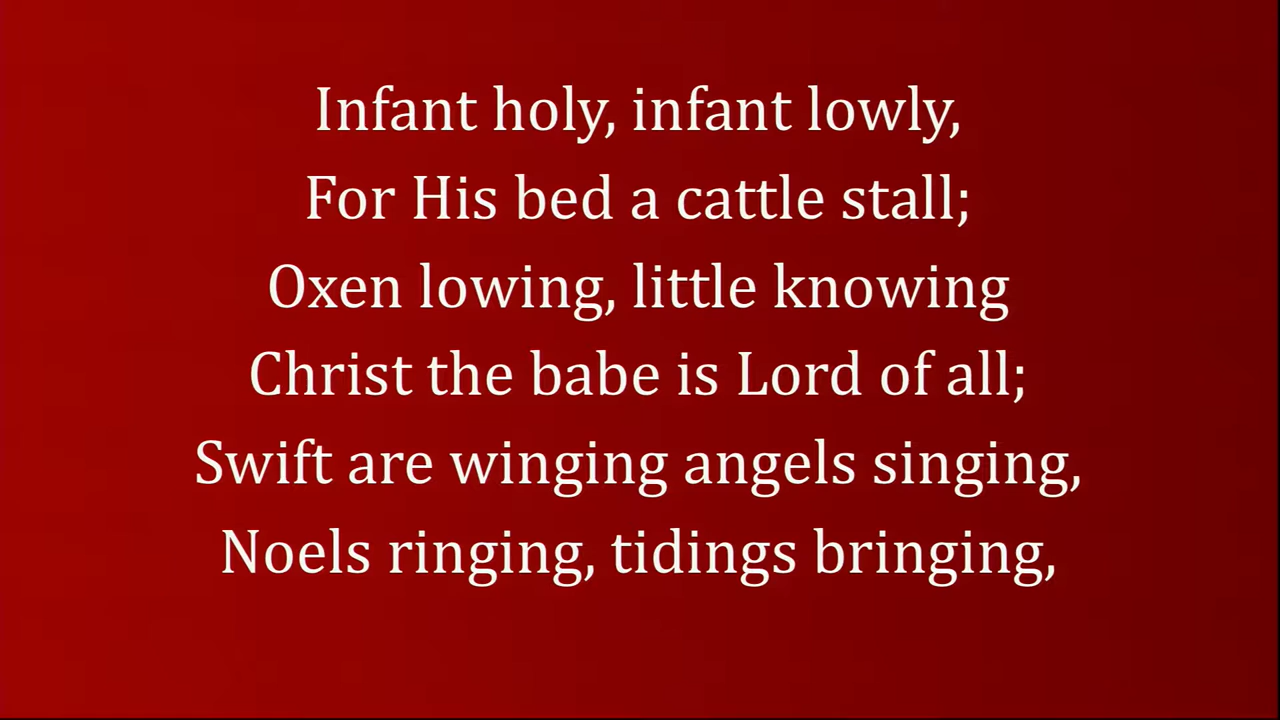 Infant holy, infant lowly,
For His bed a cattle stall;
Oxen lowing, little knowing
Christ the babe is Lord of all;
Swift are winging angels singing,
Noels ringing, tidings bringing,